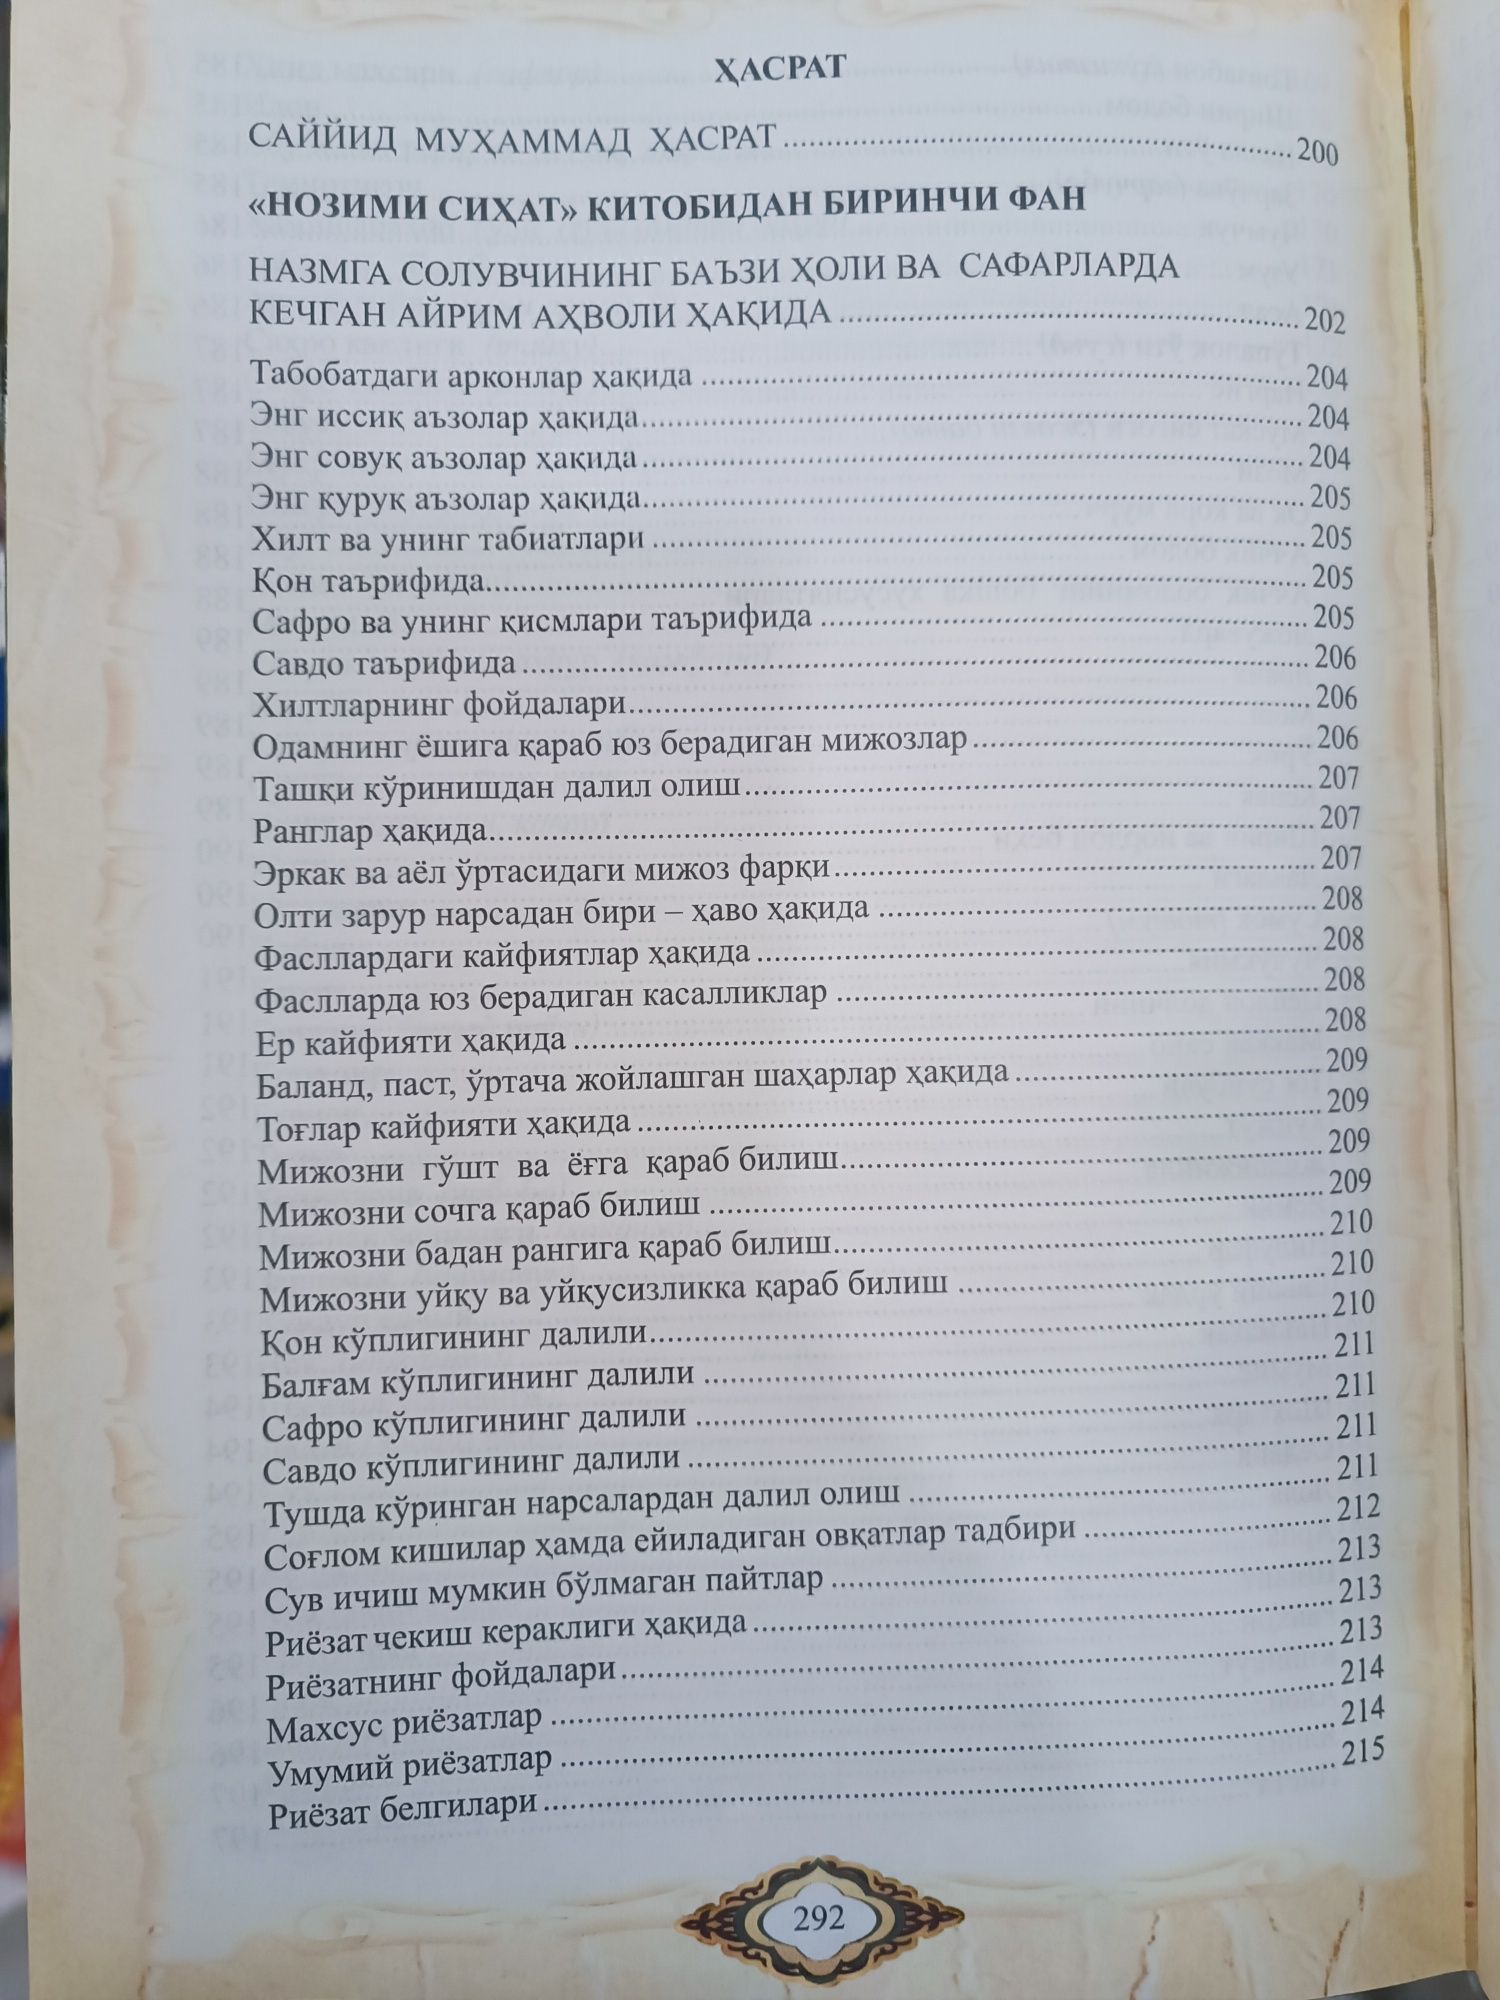 ҲАСРАТ
САЙЙИД МУҲАММАД ҲАСРАТ 200
«НОЗИМИ СИҲАТ» КИТОБИДАН БИРИНЧИ ФАН
НАЗМГА СОЛУВЧИНИНГ БАЪЗИ ҲОЛИ ВА САФАРЛАРДА
КЕЧГАН АЙРИМ АҲВОЛИ ҲАҚИДА 202
Табобатдаги арконлар ҳақида 204
Энг иссиқ аъзолар ҳақида 204
Энг совуқ аъзолар ҳақида 204
Энг қуруқ аъзолар ҳақида 205
Хилт ва унинг табиатлари 205
Қон таърифида 205
Сафро ва унинг қисмлари таърифида 205
Савдо таърифида 206
Хилтларнинг фойдалари 206
Одамнинг ёшига қараб юз берадиган мижозлар 206
Ташқи кўринишдан далил олиш 207
Ранглар ҳақида 207
Эркак ва аёл ўртасидаги мижоз фарқи 207
Олти зарур нарсадан бири – ҳаво ҳақида 208
Фасллардаги кайфиятлар ҳақида 208
Фаслларда юз берадиган касалликлар 208
Ер кайфияти ҳақида 208
Баланд, паст, ўртача жойлашган шаҳарлар ҳақида 209
Тоғлар кайфияти ҳақида 209
Мижозни гўшт ва ёғга қараб билиш 209
Мижозни сочга қараб билиш 209
Мижозни бадан рангига қараб билиш 210
Мижозни уйқу ва уйқусизликка қараб билиш 210
Қон кўплигининг далили 210
Балғам кўплигининг далили 211
Сафро кўплигининг далили 211
Савдо кўплигининг далили 211
Тушда кўринган нарсалардан далил олиш 211
Соғлом кишилар ҳамда ейиладиган овқатлар тадбири 212
Сув ичиш мумкин бўлмаган пайтлар 213
Риёзат чекиш кераклиги ҳақида 213
Риёзатнинг фойдалари 213
Махсус риёзатлар 214
Умумий риёзатлар 214
Риёзат белгилари 215
292